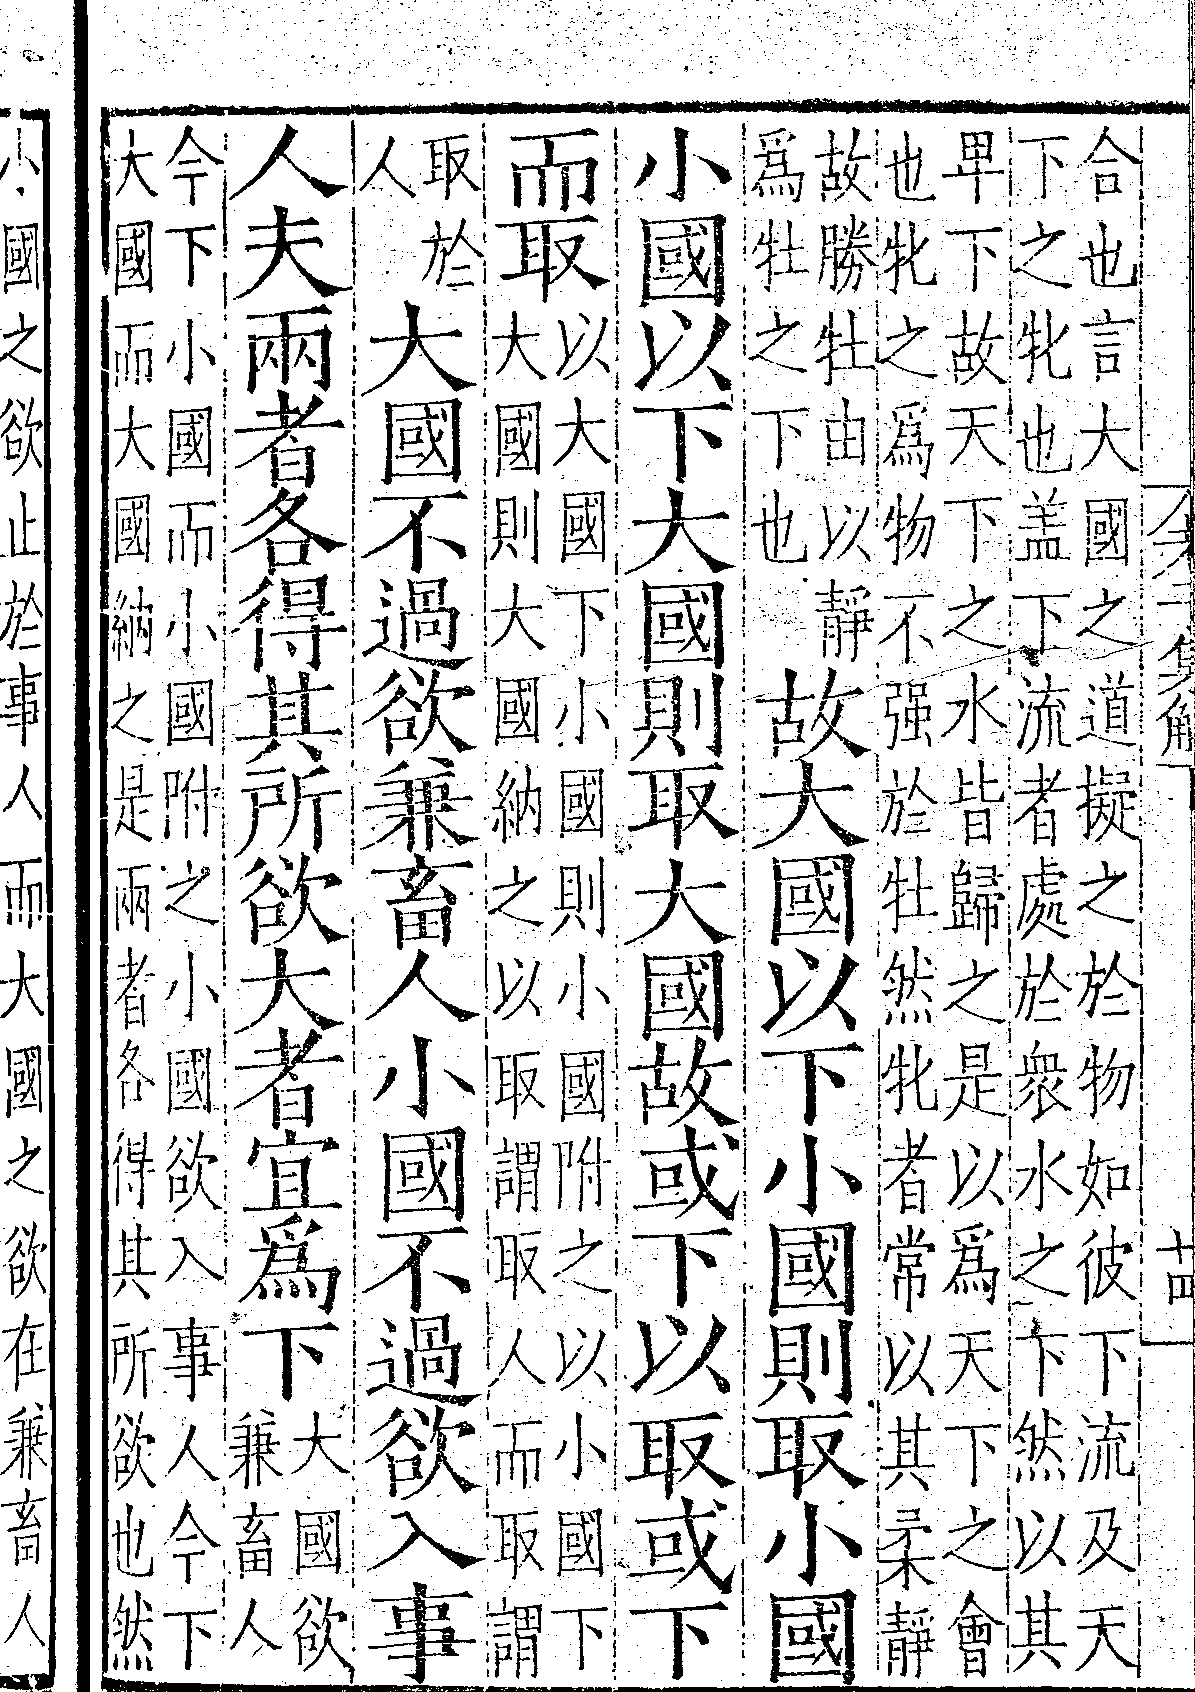 合也言大國之道擬之於物如彼下流及天
下之牝也盖下流者處於衆水之下然以其
卑下故天下之水皆歸之是以爲天下之會
也牝之爲物不强於牡然牝者常以其柔靜
故勝牡由以靜
爲牡之下也
故大國以下小國則取小國
小國以下大國則取大國故或下以取或下
而取
以大國下小國則小國附之以小國下
大國則大國納之以取謂取人而取謂
取於
人
大國不過欲兼畜人小國不過欲入事
人夫兩者各得其所欲大者宜爲下
大國欲
兼畜人
今下小國而小國附之小國欲入事人今下
大國而大國納之是兩者各得其所欲也然
小國之欲止於事人而大國之欲在兼畜人